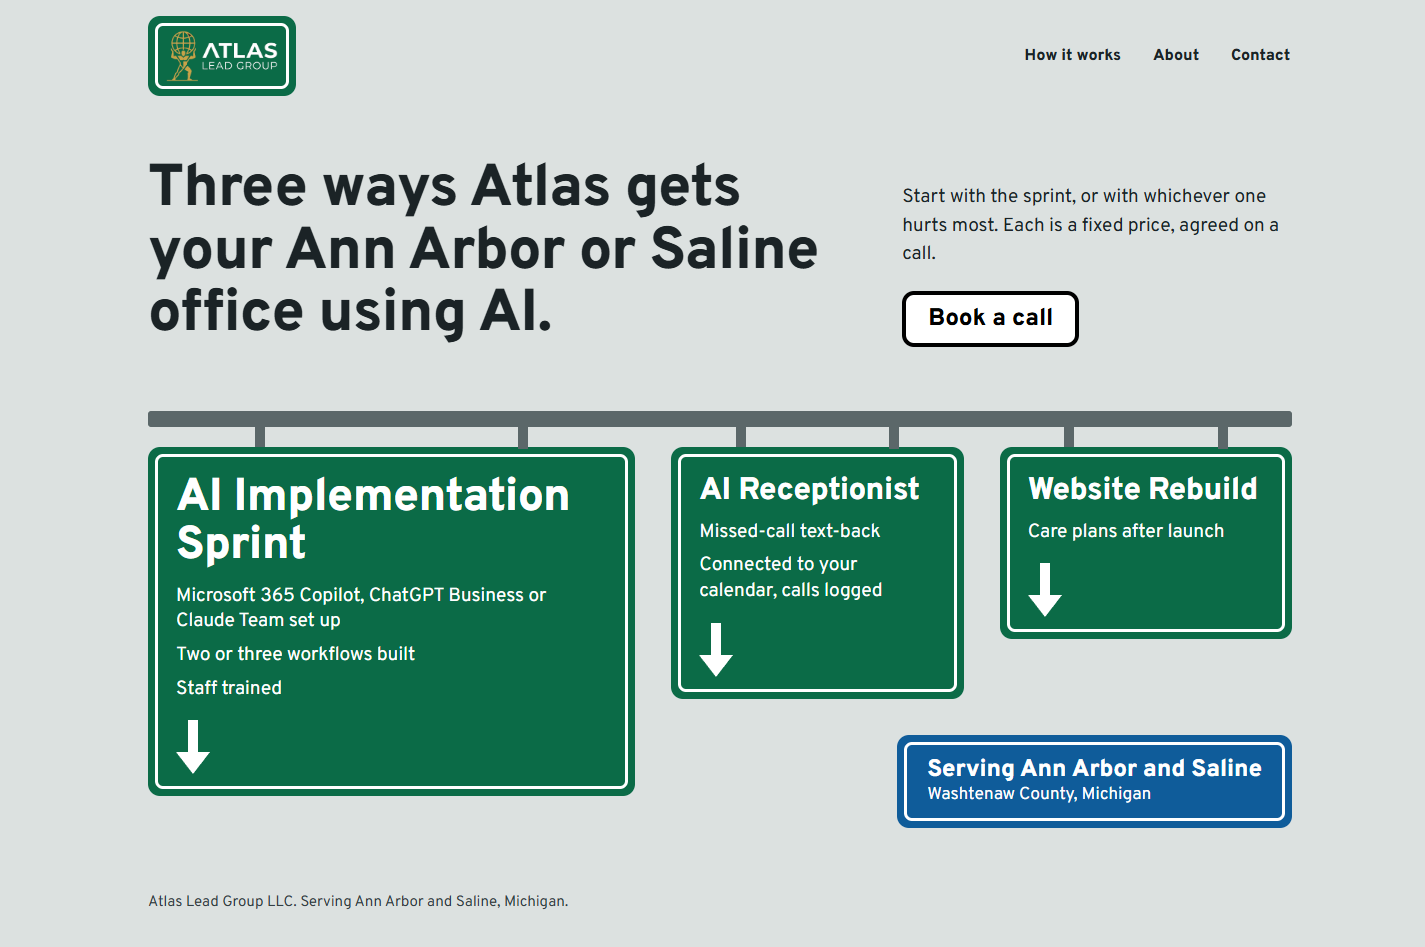 ATLAS
LEAD GROUP
How it works
About
Contact
Three ways Atlas gets
your Ann Arbor or Saline
office using AI.
Start with the sprint, or with whichever one
hurts most. Each is a fixed price, agreed on a
call.
Book a call
AI Implementation
Sprint
Microsoft 365 Copilot, ChatGPT Business or
Claude Team set up
Two or three workflows built
Staff trained
AI Receptionist
Missed-call text-back
Connected to your
calendar, calls logged
Website Rebuild
Care plans after launch
Serving Ann Arbor and Saline
Washtenaw County, Michigan
Atlas Lead Group LLC. Serving Ann Arbor and Saline, Michigan.